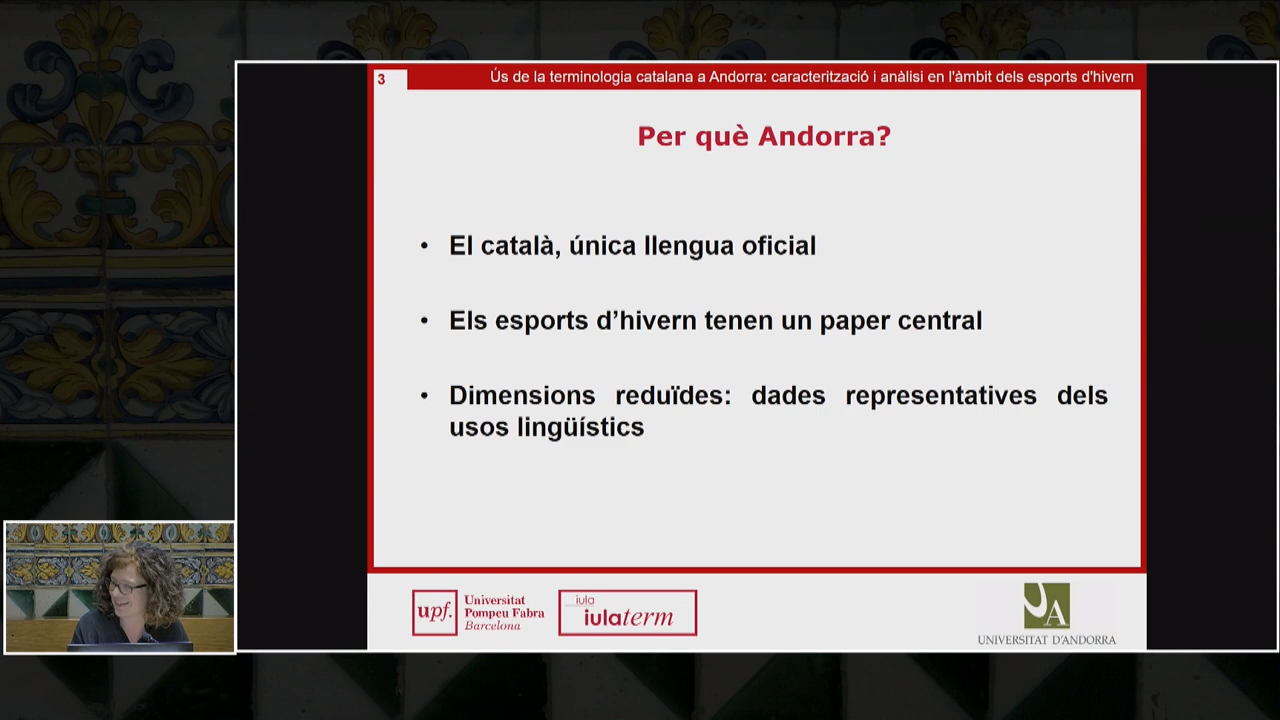 3
Ús de la terminologia catalana a Andorra: caracterització i anàlisi en l'àmbit dels esports d'hivern
Per què Andorra?
• El català, única llengua oficial
• Els esports d’hivern tenen un paper central
• Dimensions reduïdes: dades representatives dels
usos lingüístics
upf.
Universitat
Pompeu Fabra
Barcelona
iula
iulaterm
UA
UNIVERSITAT D'ANDORRA